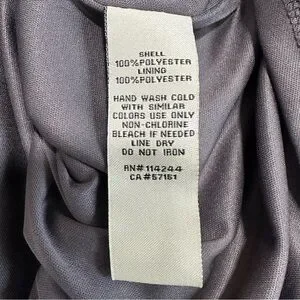 SHELL
100%POLYESTER
LINING
100%POLYESTER
HAND WASH COLD
WITH SIMILAR
COLORS USE ONLY
NON-CHLORINE
BLEACH IF NEEDED
LINE DRY
DO NOT IRON
RN#114244
CA#57151